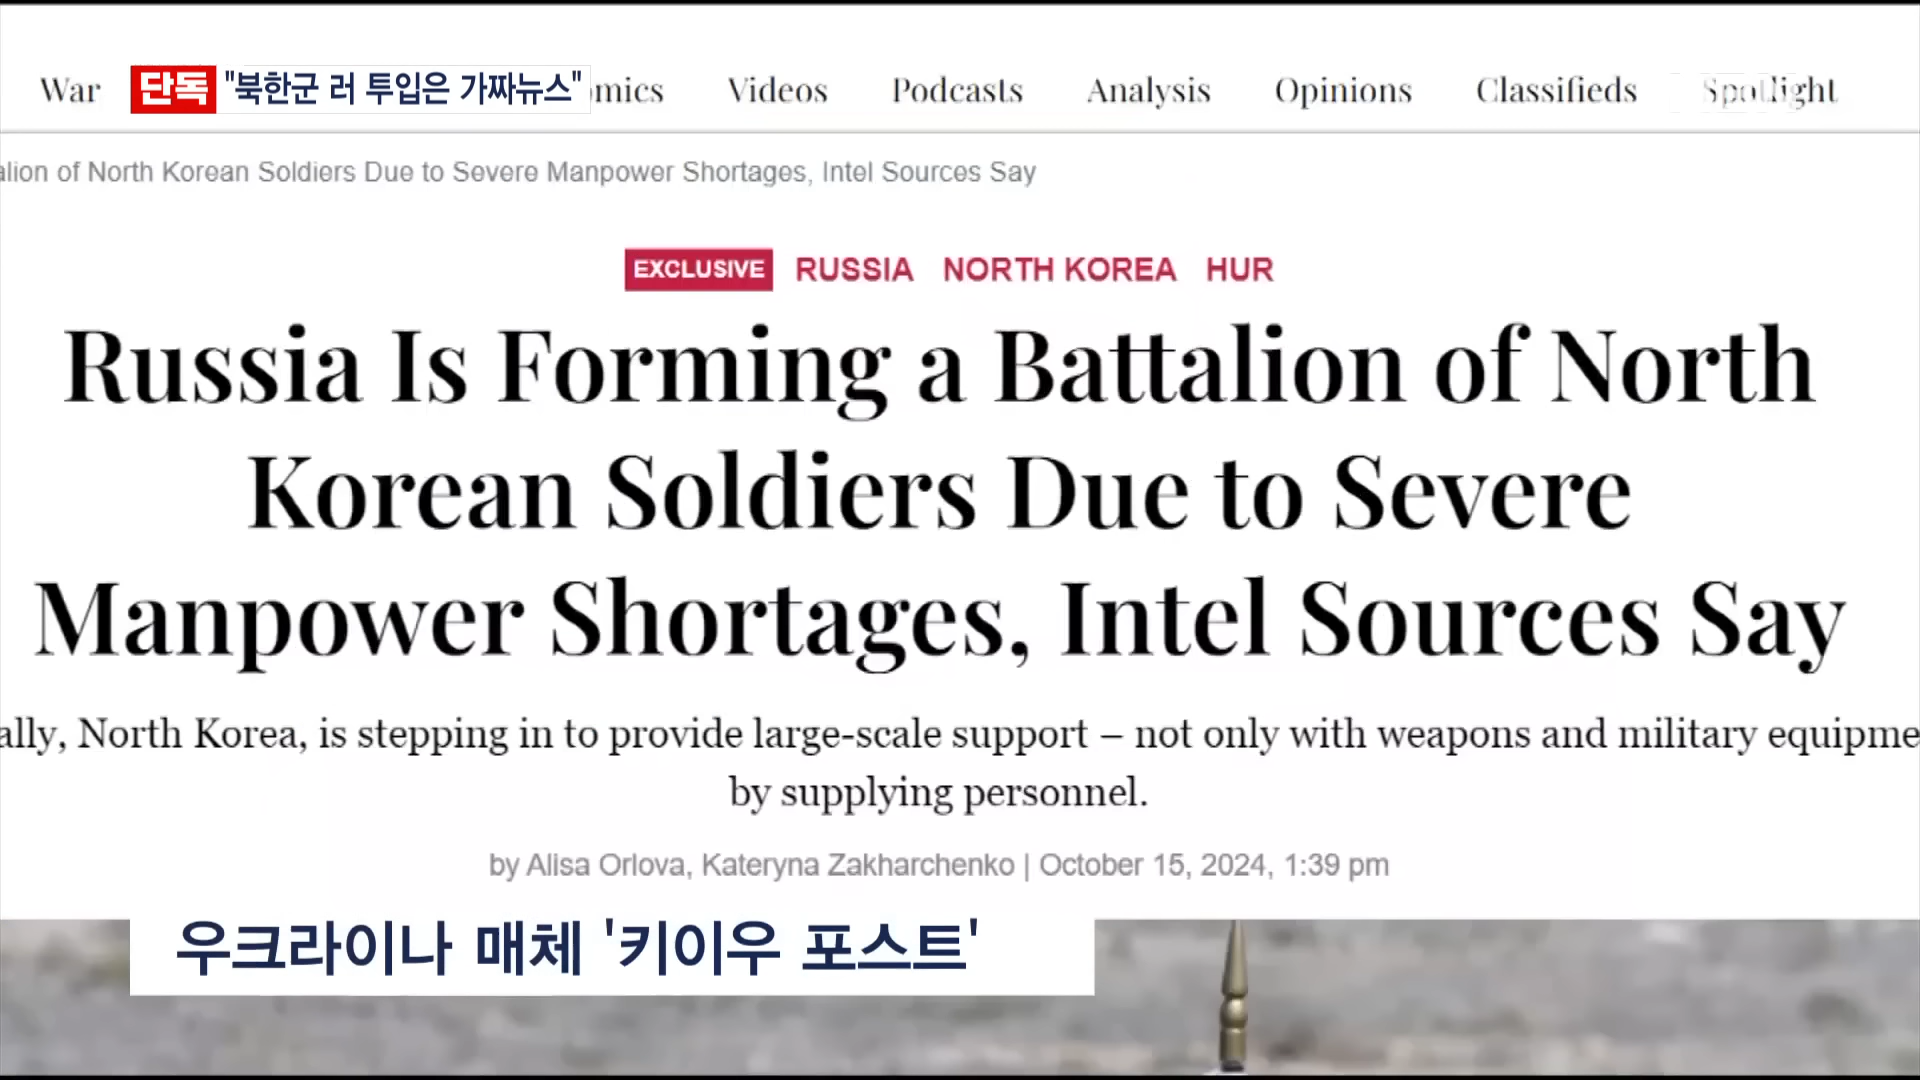 War 단독 "북한군 러 투입은 가짜뉴스" omics Videos Podcasts Analysis Opinions Classifieds Spotlight
alion of North Korean Soldiers Due to Severe Manpower Shortages, Intel Sources Say
EXCLUSIVE RUSSIA NORTH KOREA HUR
Russia Is Forming a Battalion of North
Korean Soldiers Due to Severe
Manpower Shortages, Intel Sources Say
ally, North Korea, is stepping in to provide large-scale support – not only with weapons and military equipme
by supplying personnel.
by Alisa Orlova, Kateryna Zakharchenko | October 15, 2024, 1:39 pm
우크라이나 매체 '키이우 포스트'